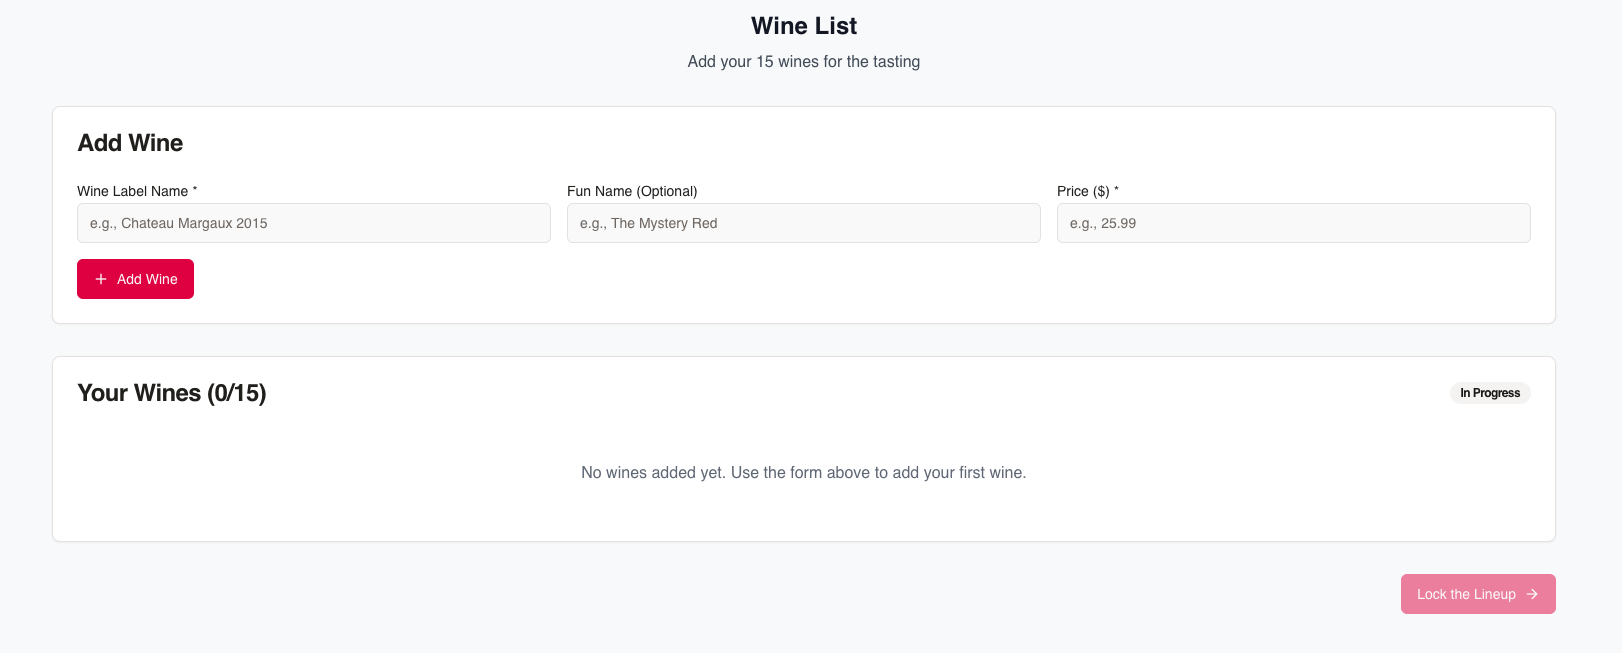 Wine List
Add your 15 wines for the tasting
Add Wine
Wine Label Name *
Fun Name (Optional)
Price ($) *
e.g., Chateau Margaux 2015
e.g., The Mystery Red
e.g., 25.99
+ Add Wine
Your Wines (0/15)
In Progress
No wines added yet. Use the form above to add your first wine.
Lock the Lineup →